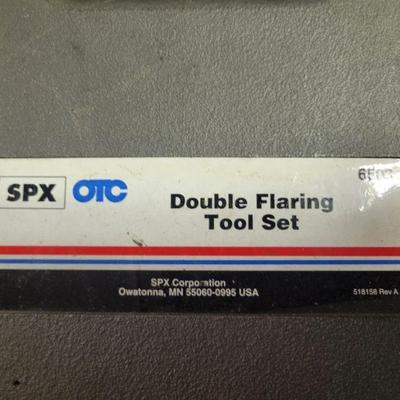 SPX OTC
Double Flaring
Tool Set
SPX Corporation
Owatonna, MN 55060-0995 USA
518158 Rev A